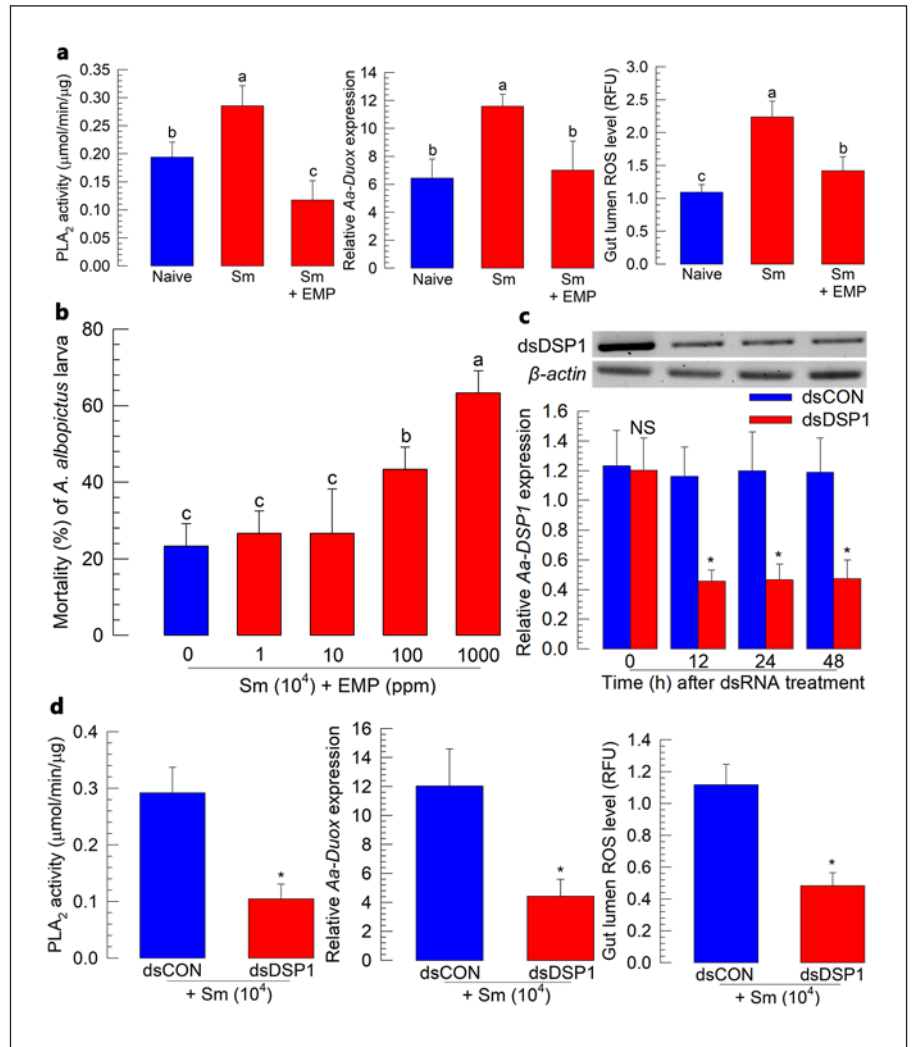 a
PLA₂ activity (µmol/min/µg)
0.35
0.30
0.25
0.20
0.15
0.10
0.05
0.00
b
a
c
Naive
Sm
Sm
+ EMP
Relative Aa-Duox expression
14
12
10
8
6
4
2
0
b
a
b
Naive
Sm
Sm
+ EMP
Gut lumen ROS level (RFU)
3.0
2.5
2.0
1.5
1.0
0.5
0.0
c
a
b
Naive
Sm
Sm
+ EMP
b
Mortality (%) of A. albopictus larva
80
60
40
20
0
c
c
c
b
a
0
1
10
100
1000
Sm (10⁴) + EMP (ppm)
c
dsDSP1
β-actin
dsCON
dsDSP1
Relative Aa-DSP1 expression
1.6
1.4
1.2
1.0
0.8
0.6
0.4
0.2
0.0
NS
*
*
*
0
12
24
48
Time (h) after dsRNA treatment
d
PLA₂ activity (µmol/min/µg)
0.4
0.3
0.2
0.1
0.0
*
dsCON
dsDSP1
+ Sm (10⁴)
Relative Aa-Duox expression
16
14
12
10
8
6
4
2
0
*
dsCON
dsDSP1
+ Sm (10⁴)
Gut lumen ROS level (RFU)
1.4
1.2
1.0
0.8
0.6
0.4
0.2
0.0
*
dsCON
dsDSP1
+ Sm (10⁴)